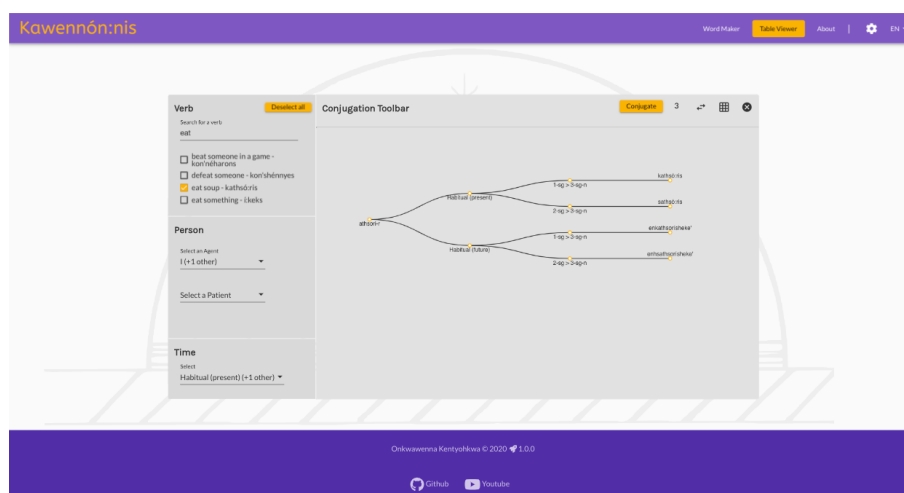 Kawennón:nis
Word Maker
Table Viewer
About
EN
Verb
Deselect all
Search for a verb
eat
beat someone in a game -
kon'néharons
defeat someone - kon'shénnyes
eat soup - kathsó:ris
eat something - í:keks
Person
Select an Agent
I (+1 other)
Select a Patient
Time
Select
Habitual (present) (+1 other)
Conjugation Toolbar
Conjugate
3
athsori-r
Habitual (present)
Habitual (future)
1-sg > 3-sg-n
2-sg > 3-sg-n
1-sg > 3-sg-n
2-sg > 3-sg-n
kathsó:ris
sathsó:ris
enkathsorisheke'
Onkwawenna Kentyohkwa © 2020 1.0.0
Github
Youtube